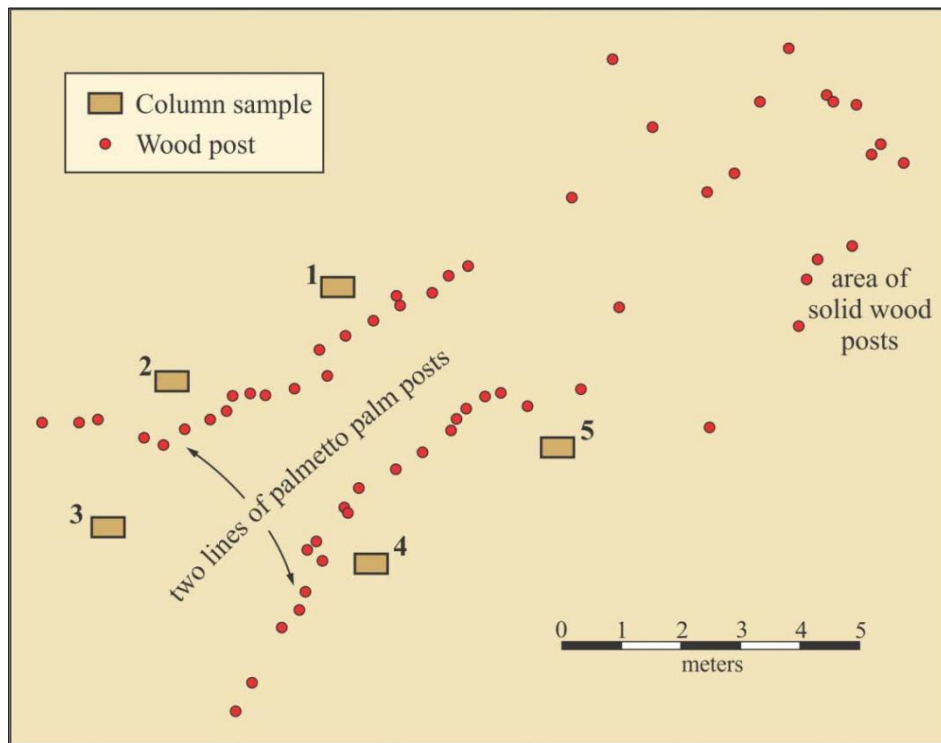 Column sample
Wood post
1
2
3
4
5
two lines of palmetto palm posts
area of
solid wood
posts
0 1 2 3 4 5
meters